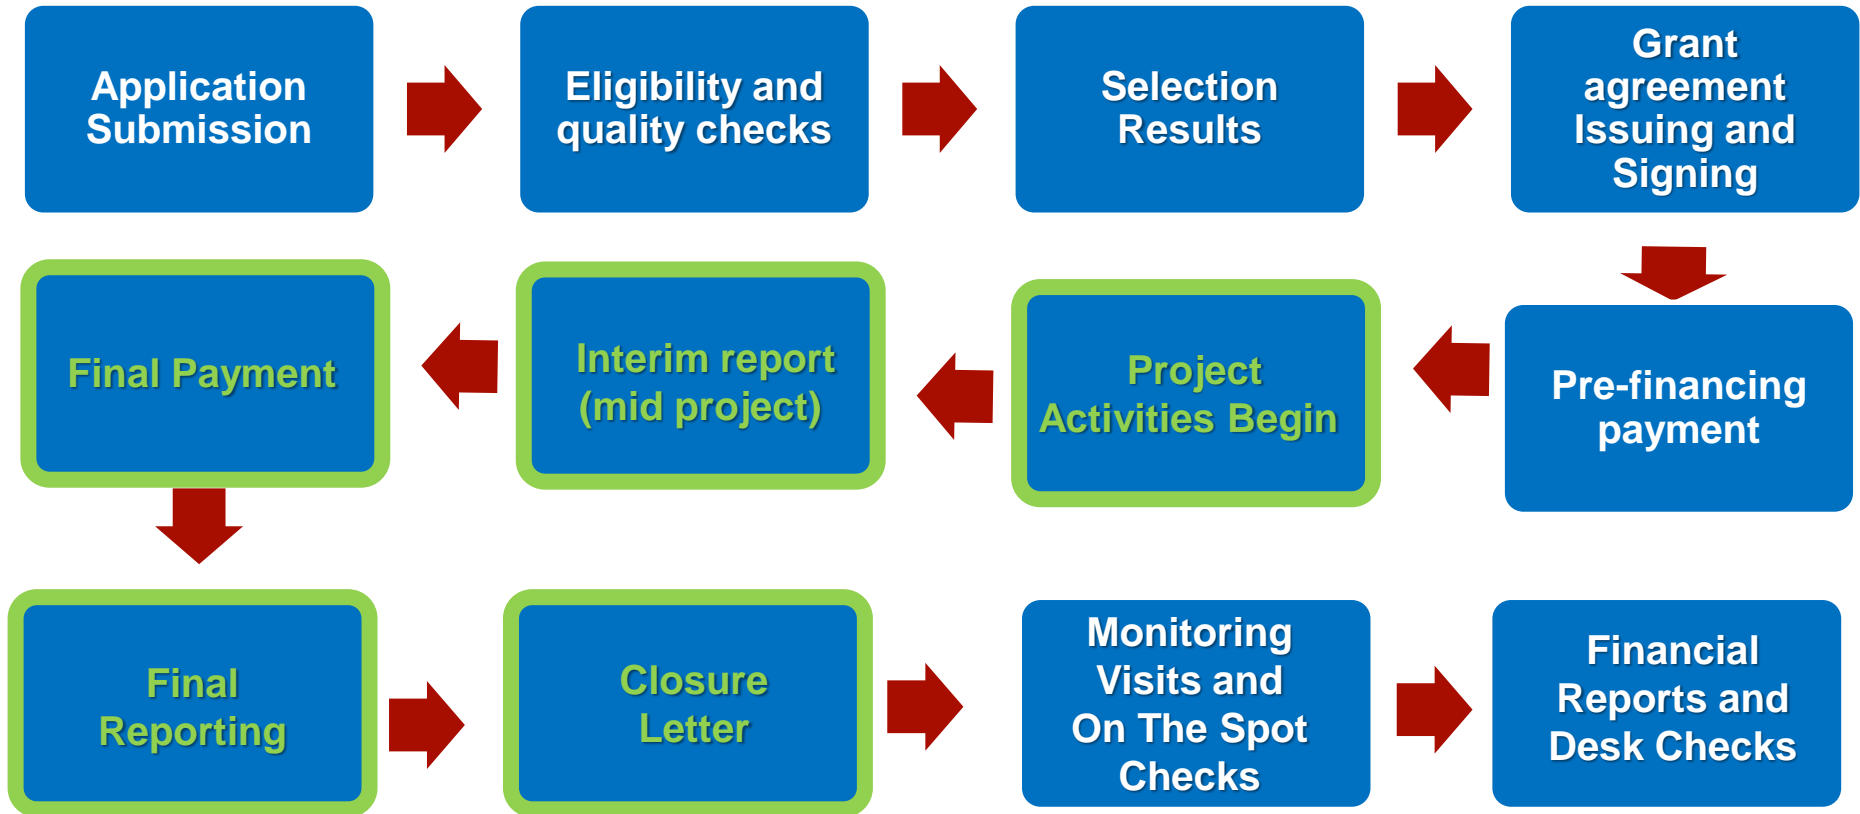 Application
Submission
Eligibility and
quality checks
Selection
Results
Grant
agreement
Issuing and
Signing
Pre-financing
payment
Project
Activities Begin
Interim report
(mid project)
Final Payment
Final
Reporting
Closure
Letter
Monitoring
Visits and
On The Spot
Checks
Financial
Reports and
Desk Checks